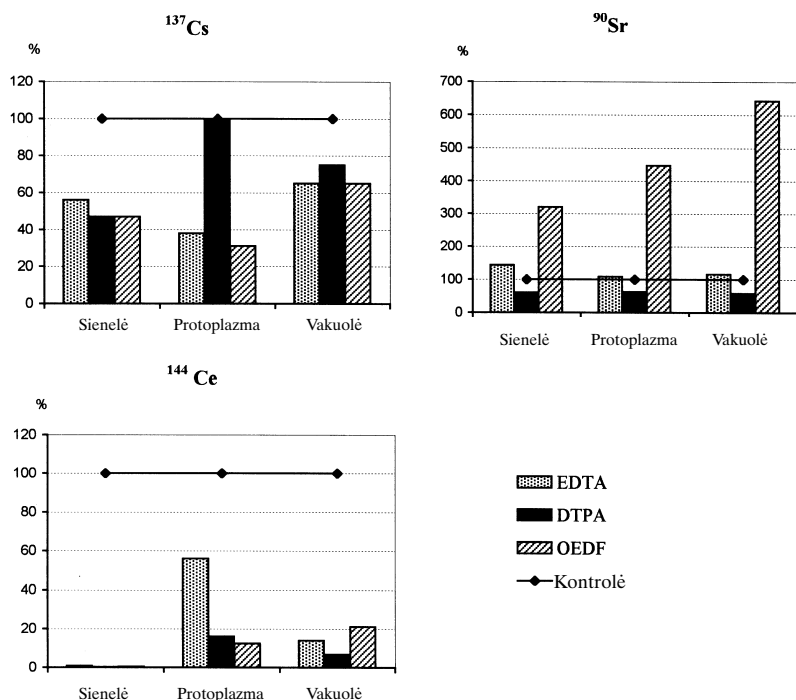 ¹³⁷Cs
%
120
100
80
60
40
20
0
Sienelė Protoplazma Vakuolė
⁹⁰Sr
%
700
600
500
400
300
200
100
0
Sienelė Protoplazma Vakuolė
¹⁴⁴Ce
%
120
100
80
60
40
20
0
Sienelė Protoplazma Vakuolė
EDTA
DTPA
OEDF
Kontrolė